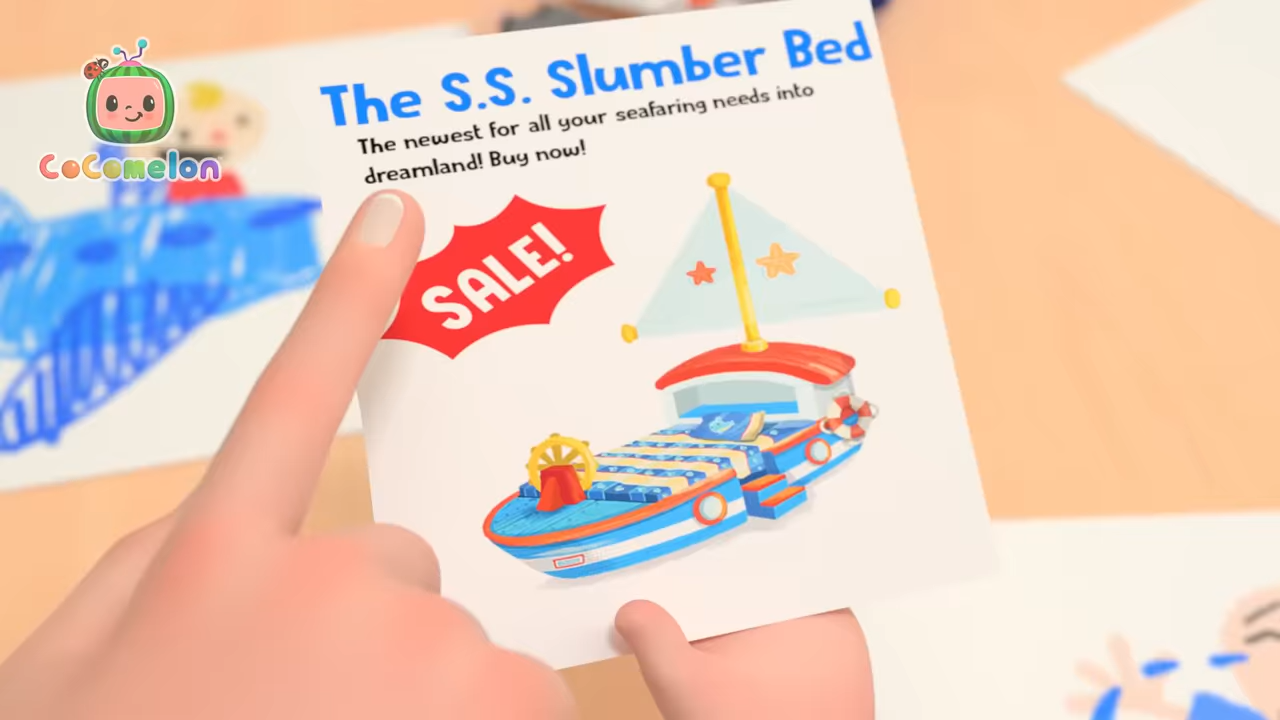 CoComelon
The S.S. Slumber Bed
The newest for all your seafaring needs into
dreamland! Buy now!
SALE!